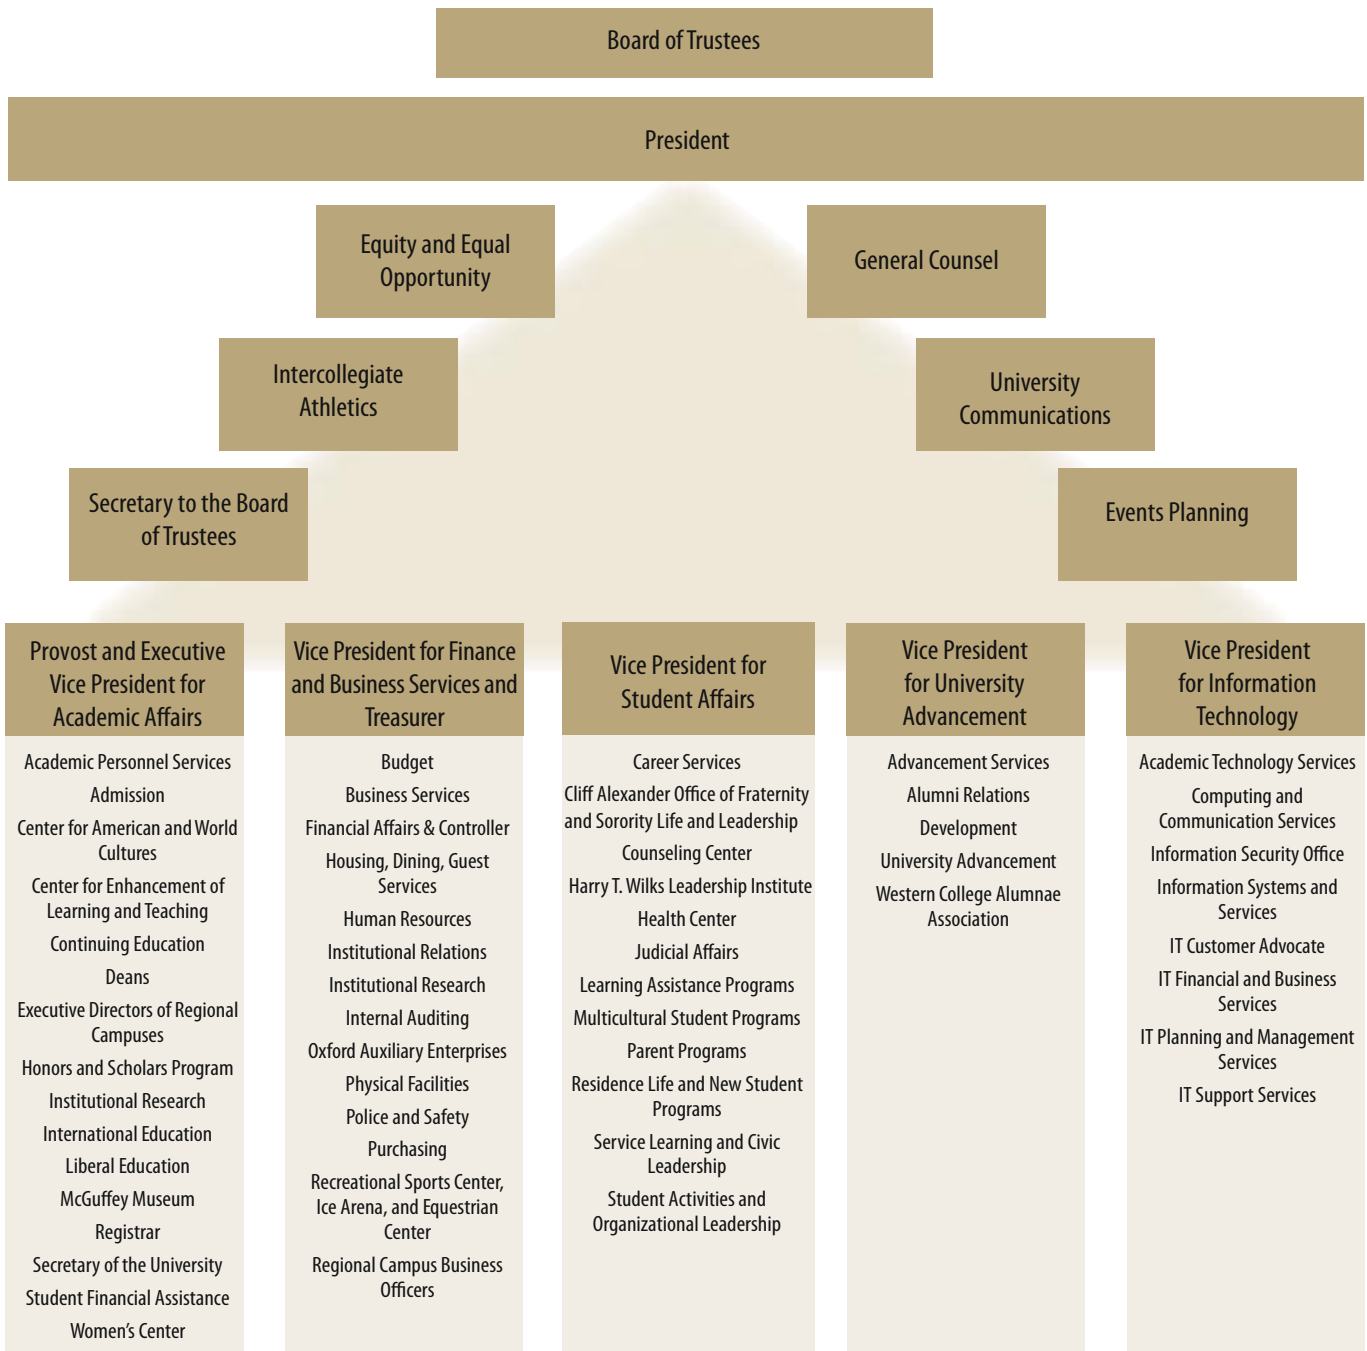 Board of Trustees
President
Equity and Equal
Opportunity
General Counsel
Intercollegiate
Athletics
University
Communications
Secretary to the Board
of Trustees
Events Planning
Provost and Executive
Vice President for
Academic Affairs
Academic Personnel Services
Admission
Center for American and World
Cultures
Center for Enhancement of
Learning and Teaching
Continuing Education
Deans
Executive Directors of Regional
Campuses
Honors and Scholars Program
Institutional Research
International Education
Liberal Education
McGuffey Museum
Registrar
Secretary of the University
Student Financial Assistance
Women's Center
Vice President for Finance
and Business Services and
Treasurer
Budget
Business Services
Financial Affairs & Controller
Housing, Dining, Guest
Services
Human Resources
Institutional Relations
Institutional Research
Internal Auditing
Oxford Auxiliary Enterprises
Physical Facilities
Police and Safety
Purchasing
Recreational Sports Center,
Ice Arena, and Equestrian
Center
Regional Campus Business
Officers
Vice President for
Student Affairs
Career Services
Cliff Alexander Office of Fraternity
and Sorority Life and Leadership
Counseling Center
Harry T. Wilks Leadership Institute
Health Center
Judicial Affairs
Learning Assistance Programs
Multicultural Student Programs
Parent Programs
Residence Life and New Student
Programs
Service Learning and Civic
Leadership
Student Activities and
Organizational Leadership
Vice President
for University
Advancement
Advancement Services
Alumni Relations
Development
University Advancement
Western College Alumnae
Association
Vice President
for Information
Technology
Academic Technology Services
Computing and
Communication Services
Information Security Office
Information Systems and
Services
IT Customer Advocate
IT Financial and Business
Services
IT Planning and Management
Services
IT Support Services